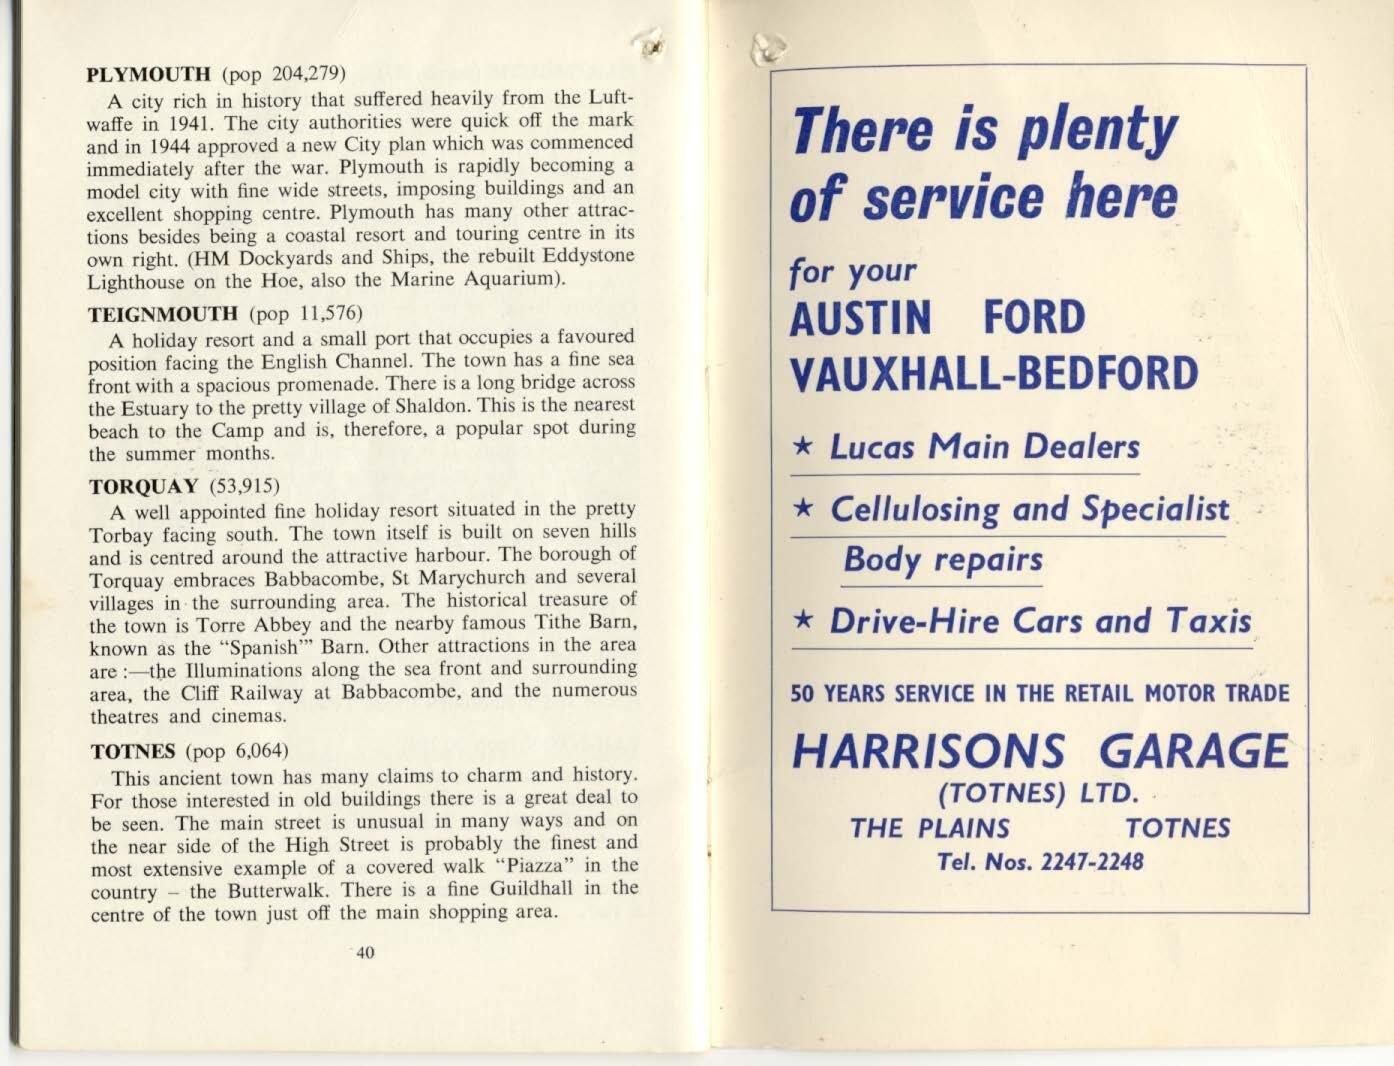 PLYMOUTH (pop 204,279)
A city rich in history that suffered heavily from the Luft-
waffe in 1941. The city authorities were quick off the mark
and in 1944 approved a new City plan which was commenced
immediately after the war. Plymouth is rapidly becoming a
model city with fine wide streets, imposing buildings and an
excellent shopping centre. Plymouth has many other attrac-
tions besides being a coastal resort and touring centre in its
own right. (HM Dockyards and Ships, the rebuilt Eddystone
Lighthouse on the Hoe, also the Marine Aquarium).
TEIGNMOUTH (pop 11,576)
A holiday resort and a small port that occupies a favoured
position facing the English Channel. The town has a fine sea
front with a spacious promenade. There is a long bridge across
the Estuary to the pretty village of Shaldon. This is the nearest
beach to the Camp and is, therefore, a popular spot during
the summer months.
TORQUAY (53,915)
A well appointed fine holiday resort situated in the pretty
Torbay facing south. The town itself is built on seven hills
and is centred around the attractive harbour. The borough of
Torquay embraces Babbacombe, St Marychurch and several
villages in the surrounding area. The historical treasure of
the town is Torre Abbey and the nearby famous Tithe Barn,
known as the "Spanish'" Barn. Other attractions in the area
are :—the Illuminations along the sea front and surrounding
area, the Cliff Railway at Babbacombe, and the numerous
theatres and cinemas.
TOTNES (pop 6,064)
This ancient town has many claims to charm and history.
For those interested in old buildings there is a great deal to
be seen. The main street is unusual in many ways and on
the near side of the High Street is probably the finest and
most extensive example of a covered walk "Piazza" in the
country – the Butterwalk. There is a fine Guildhall in the
centre of the town just off the main shopping area.
40
There is plenty
of service here
for your
AUSTIN FORD
VAUXHALL-BEDFORD
★ Lucas Main Dealers
★ Cellulosing and Specialist
Body repairs
★ Drive-Hire Cars and Taxis
50 YEARS SERVICE IN THE RETAIL MOTOR TRADE
HARRISONS GARAGE
(TOTNES) LTD.
THE PLAINS TOTNES
Tel. Nos. 2247-2248